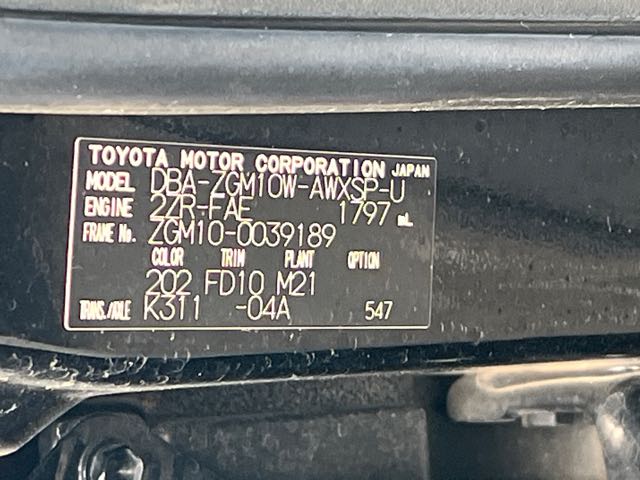 TOYOTA MOTOR CORPORATION JAPAN
MODEL DBA-ZGM10W-AWXSP-U
ENGINE 2ZR-FAE 1797 mL
FRAME No. ZGM10-0039189
COLOR TRIM PLANT OPTION
202 FD10 M21
TRANS./AXLE K311 -04A 547